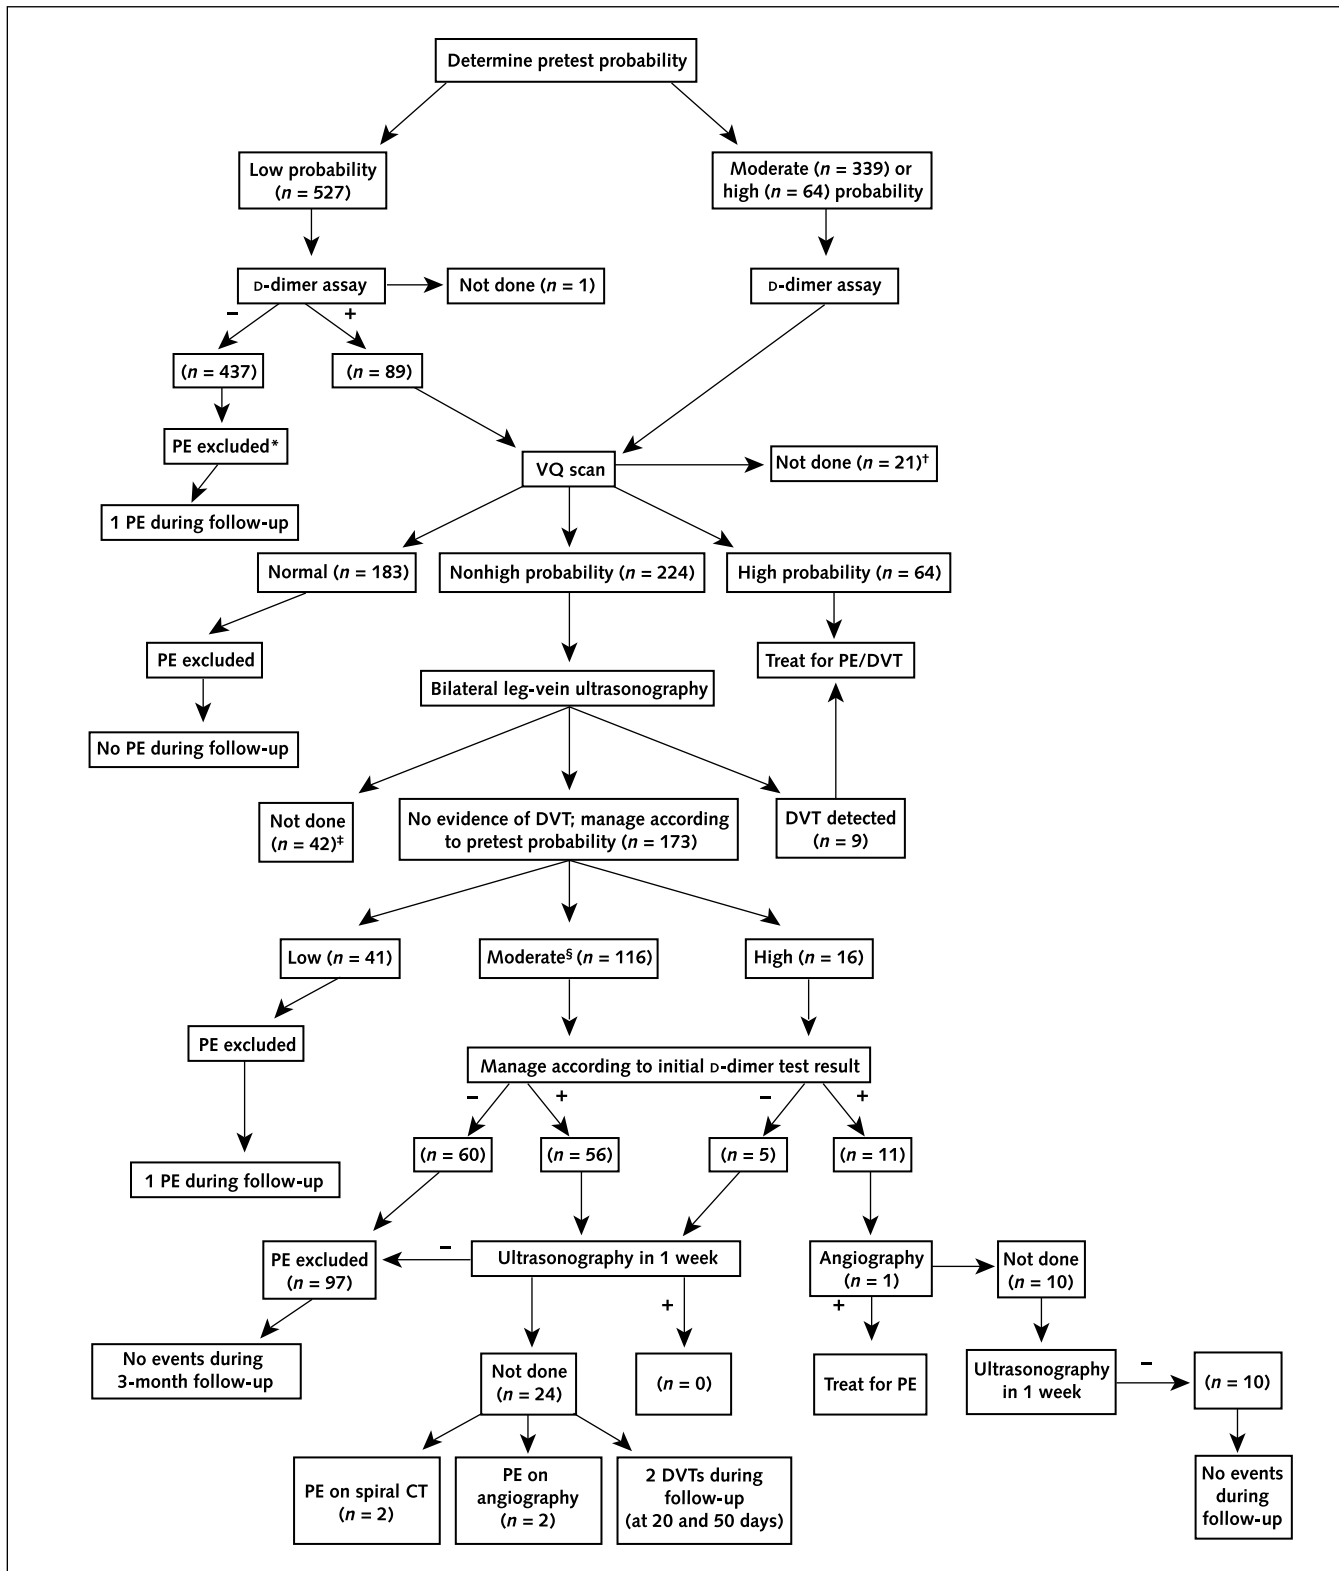 Determine pretest probability
Low probability
(n = 527)
Moderate (n = 339) or
high (n = 64) probability
D-dimer assay
Not done (n = 1)
D-dimer assay
−
+
(n = 437)
(n = 89)
PE excluded*
VQ scan
Not done (n = 21)†
1 PE during follow-up
Normal (n = 183)
Nonhigh probability (n = 224)
High probability (n = 64)
PE excluded
Treat for PE/DVT
Bilateral leg-vein ultrasonography
No PE during follow-up
Not done
(n = 42)‡
No evidence of DVT; manage according
to pretest probability (n = 173)
DVT detected
(n = 9)
Low (n = 41)
Moderate§ (n = 116)
High (n = 16)
PE excluded
Manage according to initial D-dimer test result
−
+
−
+
(n = 60)
(n = 56)
(n = 5)
(n = 11)
1 PE during follow-up
PE excluded
(n = 97)
−
Ultrasonography in 1 week
Angiography
(n = 1)
Not done
(n = 10)
+
+
No events during
3-month follow-up
Not done
(n = 24)
(n = 0)
Treat for PE
Ultrasonography
in 1 week
−
(n = 10)
PE on spiral CT
(n = 2)
PE on
angiography
(n = 2)
2 DVTs during
follow-up
(at 20 and 50 days)
No events
during
follow-up